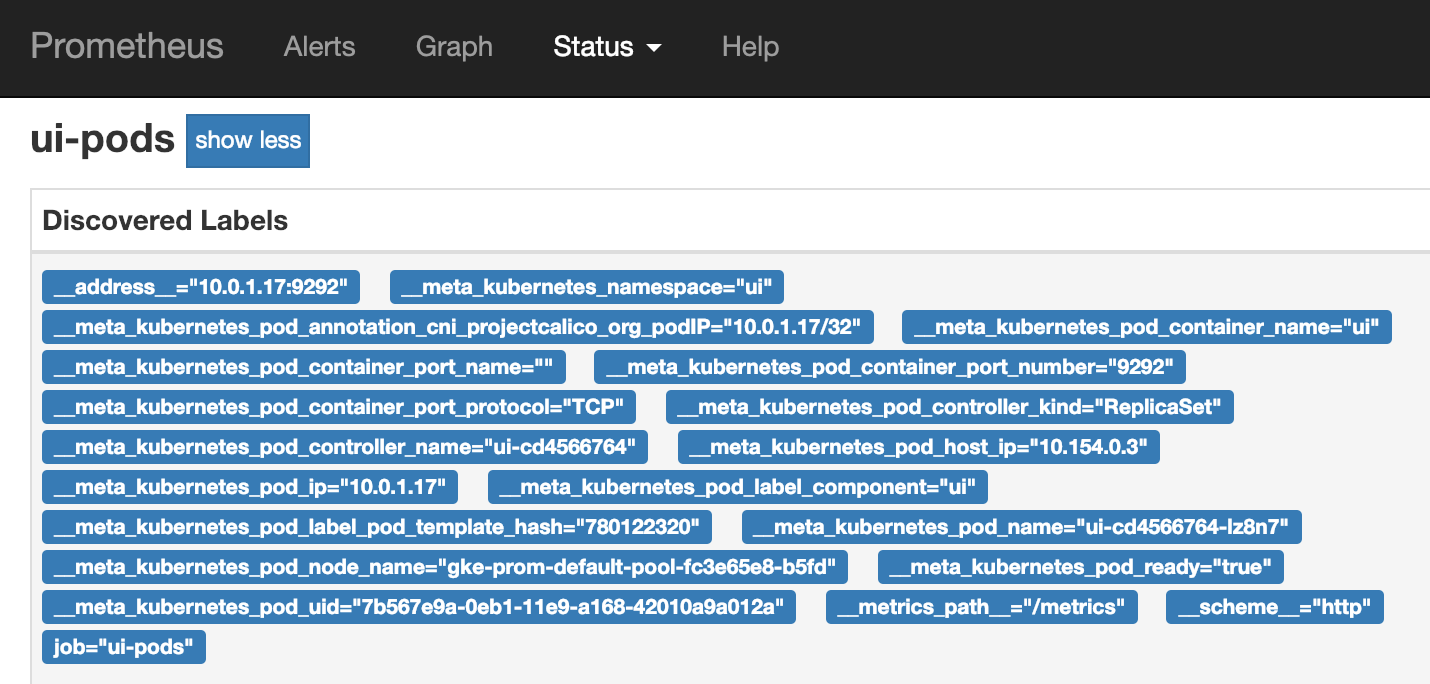 Prometheus Alerts Graph Status Help
ui-pods show less
Discovered Labels
__address__="10.0.1.17:9292" __meta_kubernetes_namespace="ui"
__meta_kubernetes_pod_annotation_cni_projectcalico_org_podIP="10.0.1.17/32" __meta_kubernetes_pod_container_name="ui"
__meta_kubernetes_pod_container_port_name="" __meta_kubernetes_pod_container_port_number="9292"
__meta_kubernetes_pod_container_port_protocol="TCP" __meta_kubernetes_pod_controller_kind="ReplicaSet"
__meta_kubernetes_pod_controller_name="ui-cd4566764" __meta_kubernetes_pod_host_ip="10.154.0.3"
__meta_kubernetes_pod_ip="10.0.1.17" __meta_kubernetes_pod_label_component="ui"
__meta_kubernetes_pod_label_pod_template_hash="780122320" __meta_kubernetes_pod_name="ui-cd4566764-lz8n7"
__meta_kubernetes_pod_node_name="gke-prom-default-pool-fc3e65e8-b5fd" __meta_kubernetes_pod_ready="true"
__meta_kubernetes_pod_uid="7b567e9a-0eb1-11e9-a168-42010a9a012a" __metrics_path__="/metrics" __scheme__="http"
job="ui-pods"